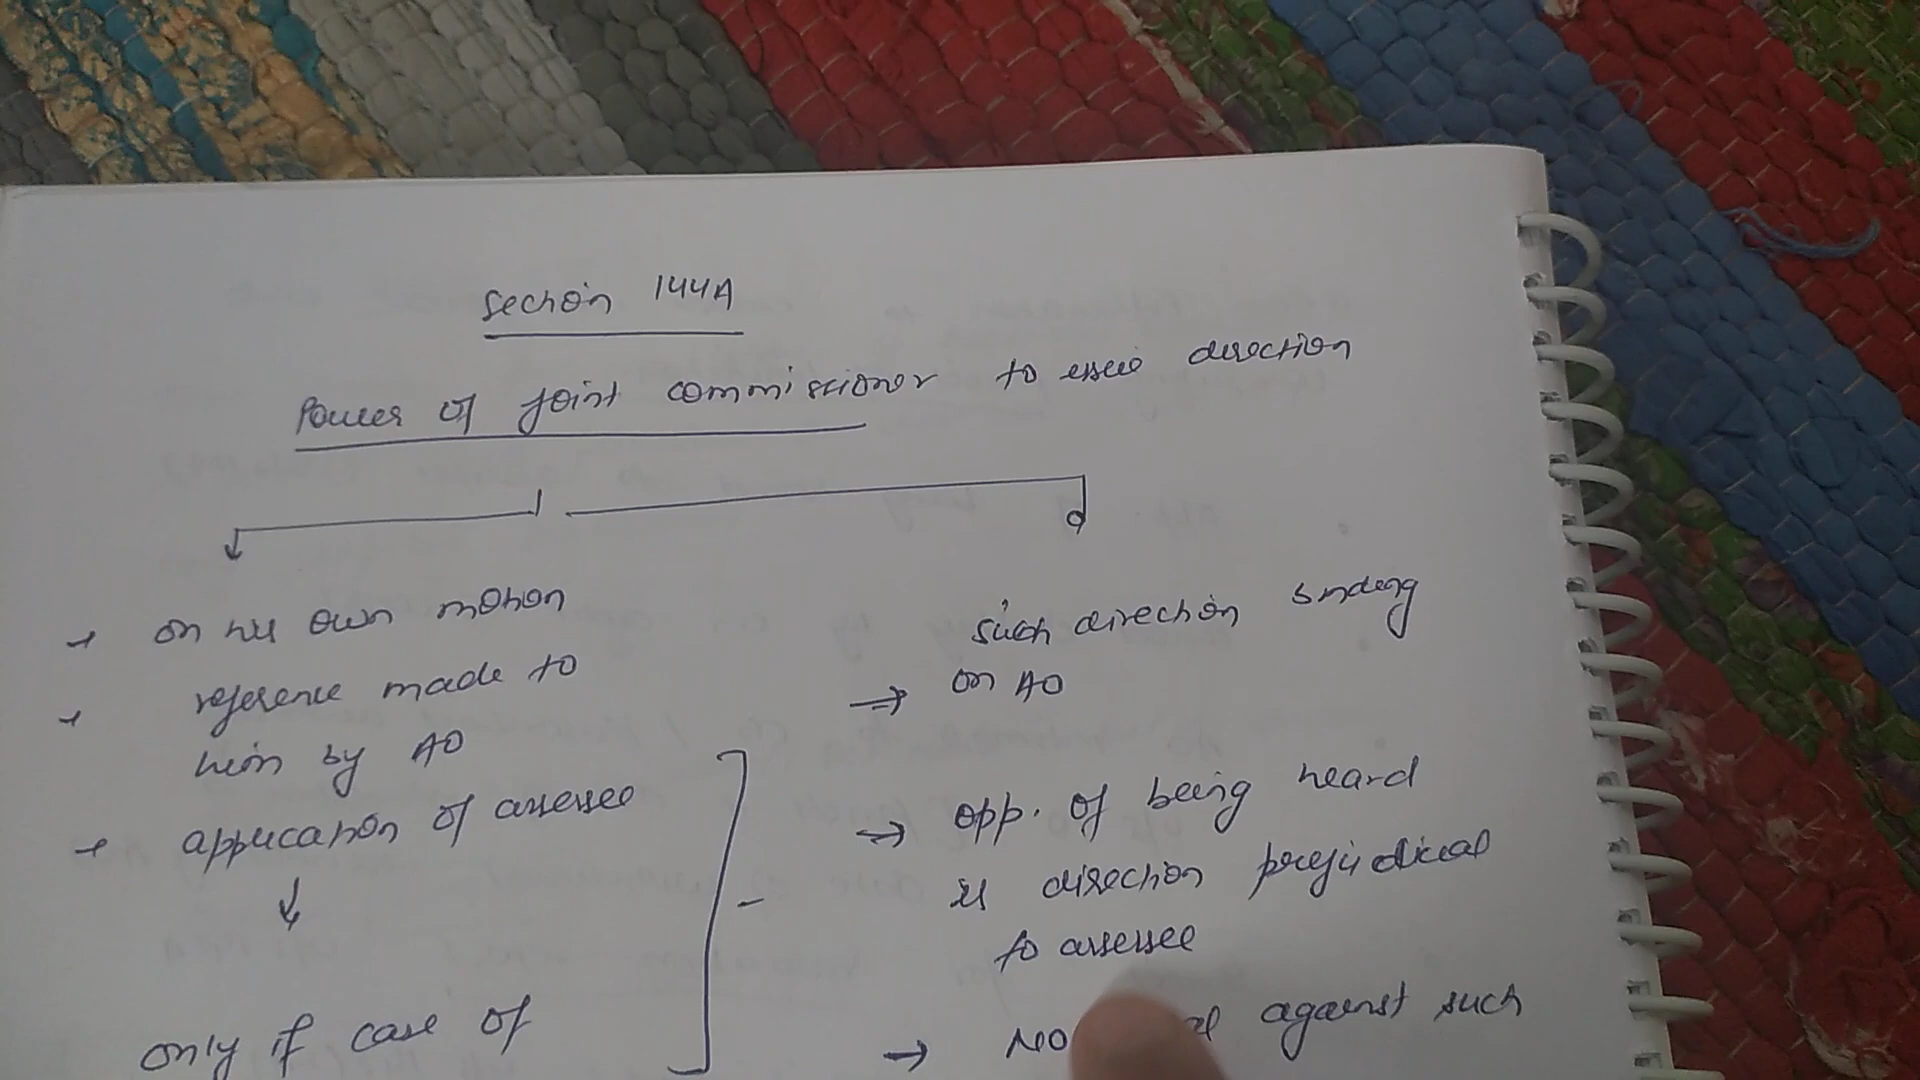 Section 144A
Power of Joint commissioner to issue direction
on his own motion
reference made to
him by AO
application of assessee
only if case of
such direction binding
on AO
opp. of being heard
if direction prejudicial
to assessee
NO against such